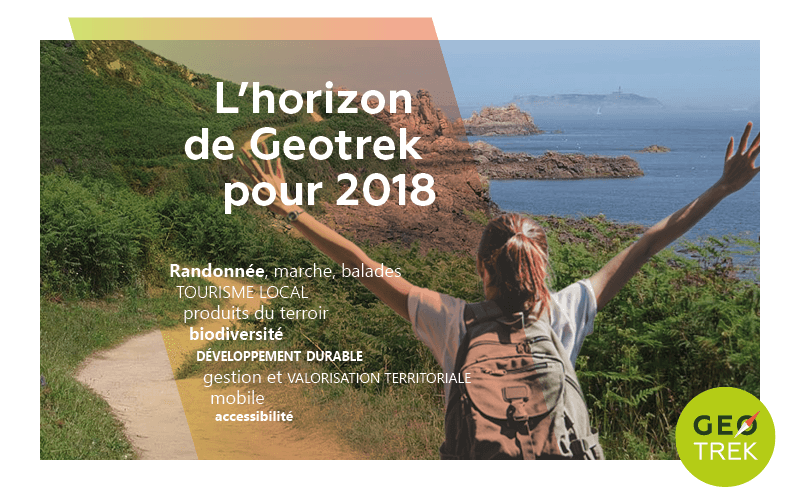 L’horizon
de Geotrek
pour 2018
Randonnée, marche, balades
TOURISME LOCAL
produits du terroir
biodiversité
DÉVELOPPEMENT DURABLE
gestion et VALORISATION TERRITORIALE
mobile
accessibilité
GEO
TREK